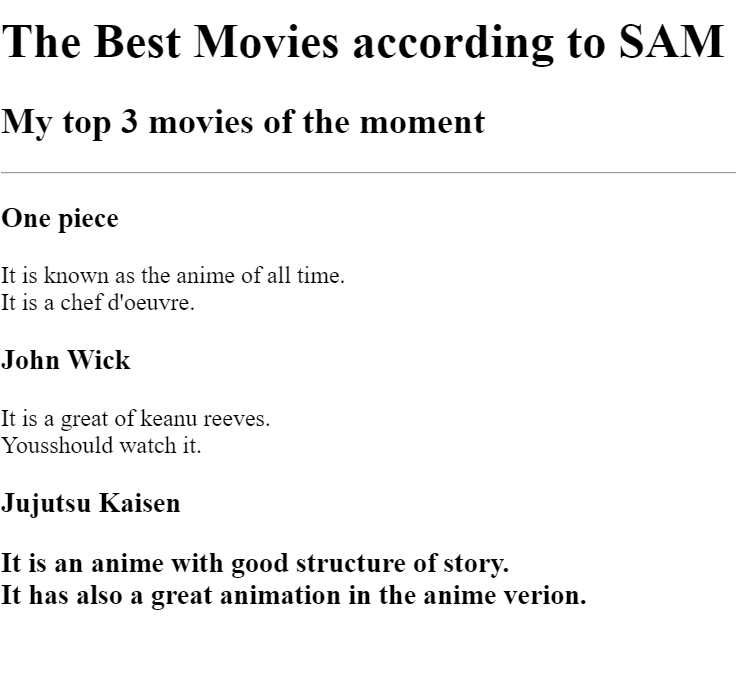 The Best Movies according to SAM
My top 3 movies of the moment
One piece
It is known as the anime of all time.
It is a chef d'oeuvre.
John Wick
It is a great of keanu reeves.
Yousshould watch it.
Jujutsu Kaisen
It is an anime with good structure of story.
It has also a great animation in the anime verion.